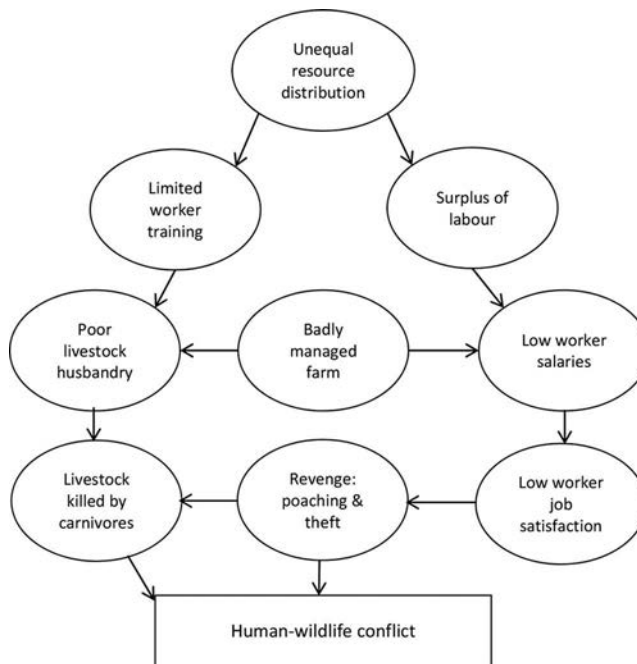 Unequal
resource
distribution
Limited
worker
training
Surplus of
labour
Poor
livestock
husbandry
Badly
managed
farm
Low worker
salaries
Livestock
killed by
carnivores
Revenge:
poaching &
theft
Low worker
job
satisfaction
Human-wildlife conflict